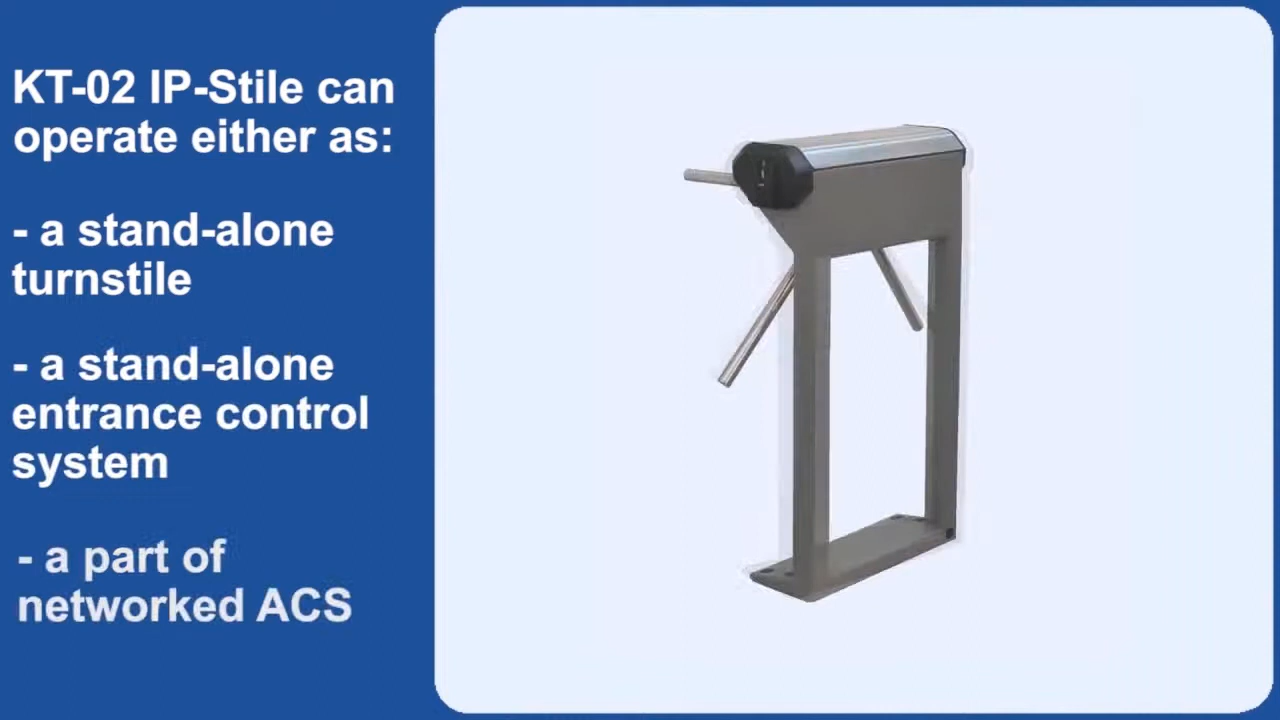 KT-02 IP-Stile can
operate either as:
- a stand-alone
turnstile
- a stand-alone
entrance control
system
- a part of
networked ACS